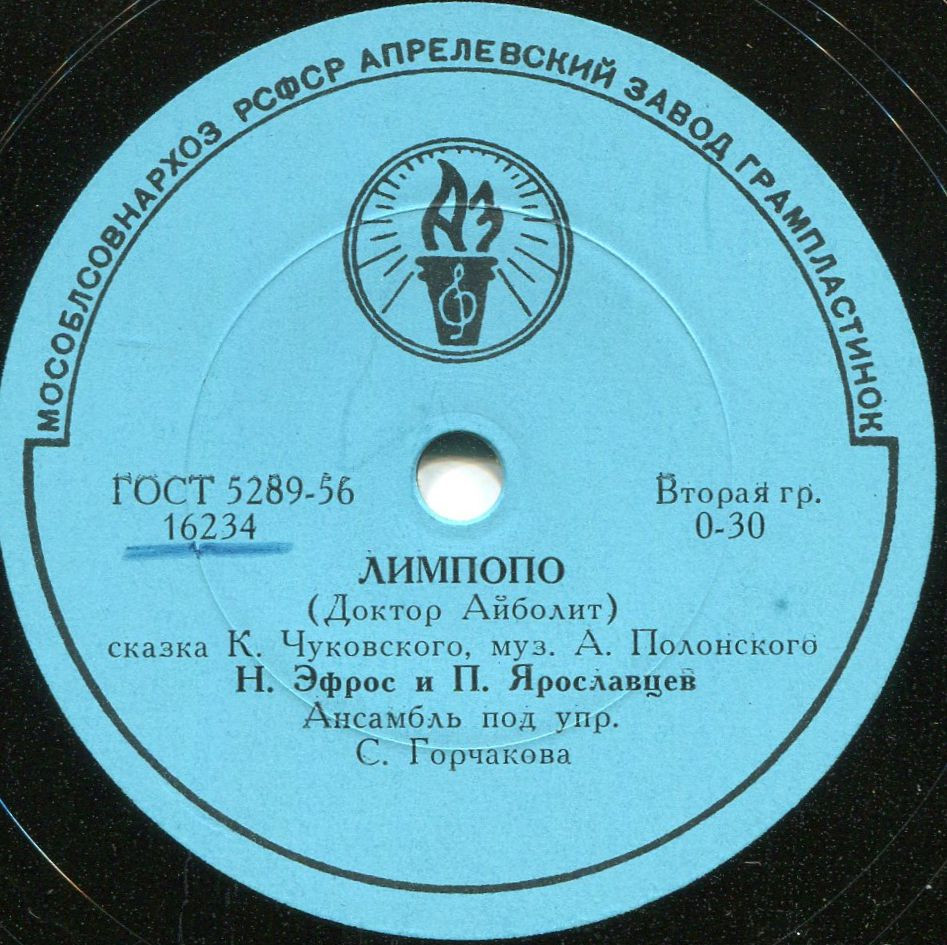 МОСОБЛСОВНАРХОЗ РСФСР АПРЕЛЕВСКИЙ ЗАВОД ГРАМПЛАСТИНОК
АЗ
ГОСТ 5289-56
16234
Вторая гр.
0-30
ЛИМПОПО
(Доктор Айболит)
сказка К. Чуковского, муз. А. Полонского
Н. Эфрос и П. Ярославцев
Ансамбль под упр.
С. Горчакова